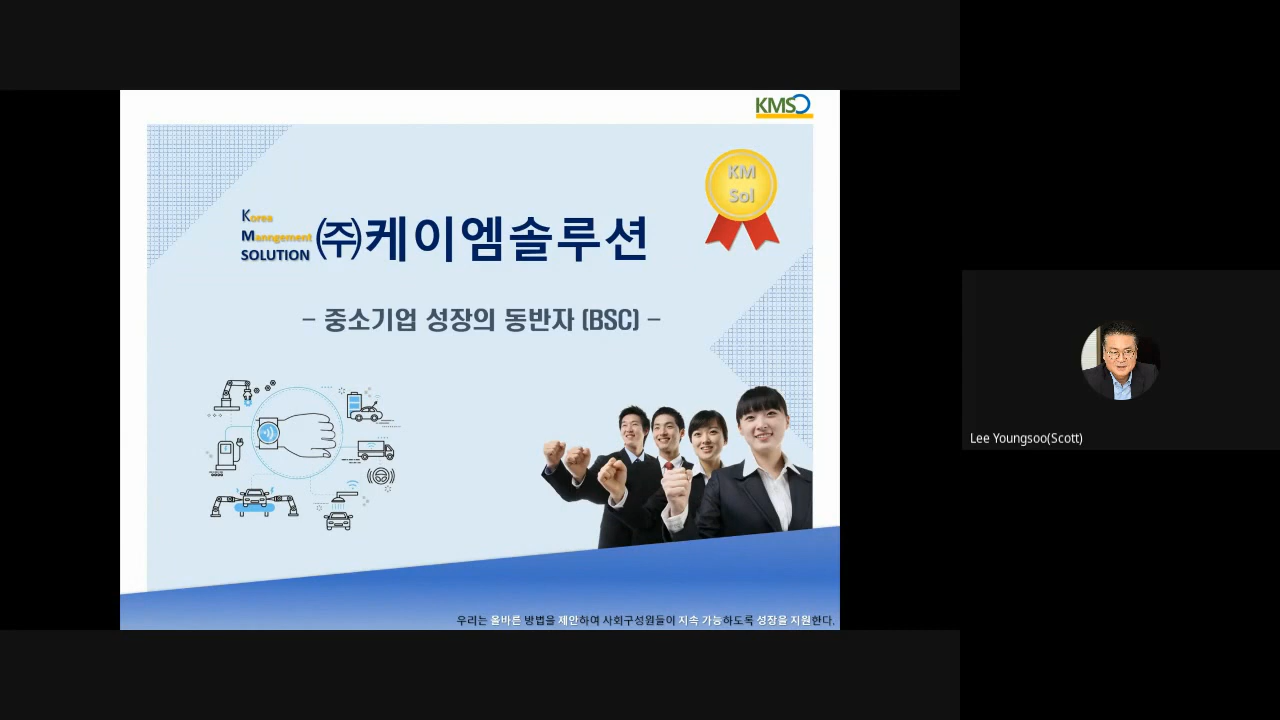 KMS
KM
Sol
Korea
Manngement
SOLUTION
㈜케이엠솔루션
- 중소기업 성장의 동반자 (BSC) -
Lee Youngsoo(Scott)
우리는 올바른 방법을 제안하여 사회구성원들이 지속 가능하도록 성장을 지원한다.